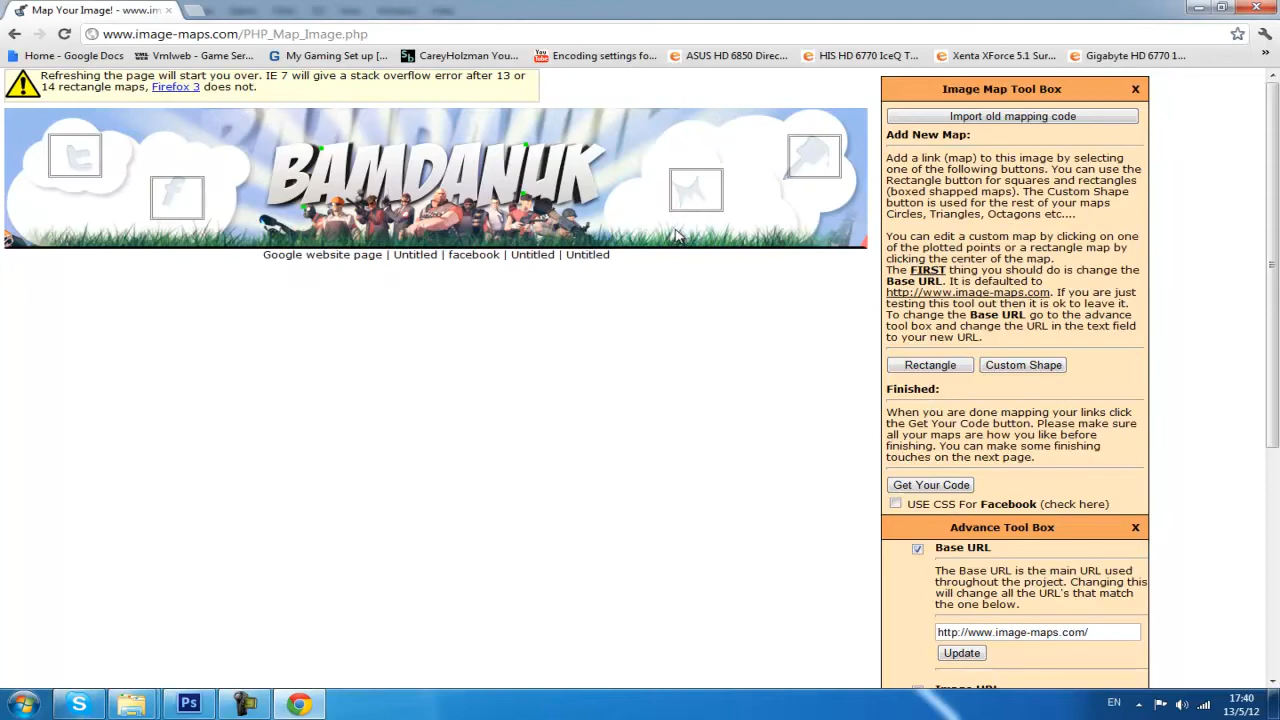 Map Your Image! - www.im
www.image-maps.com/PHP_Map_Image.php
Home - Google Docs
Vmlweb - Game Serv...
My Gaming Set up [...
CareyHolzman You...
Encoding settings fo...
ASUS HD 6850 Direc...
HIS HD 6770 IceQ T...
Xenta XForce 5.1 Sur...
Gigabyte HD 6770 1...
Refreshing the page will start you over. IE 7 will give a stack overflow error after 13 or
14 rectangle maps, Firefox 3 does not.
BAMDANUK
Google website page | Untitled | facebook | Untitled | Untitled
Image Map Tool Box X
Import old mapping code
Add New Map:
Add a link (map) to this image by selecting
one of the following buttons. You can use the
Rectangle button for squares and rectangles
(boxed shapped maps). The Custom Shape
button is used for the rest of your maps
Circles, Triangles, Octagons etc....
You can edit a custom map by clicking on one
of the plotted points or a rectangle map by
clicking the center of the map.
The FIRST thing you should do is change the
Base URL. It is defaulted to
http://www.image-maps.com. If you are just
testing this tool out then it is ok to leave it.
To change the Base URL go to the advance
tool box and change the URL in the text field
to your new URL.
Rectangle Custom Shape
Finished:
When you are done mapping your links click
the Get Your Code button. Please make sure
all your maps are how you like before
finishing. You can make some finishing
touches on the next page.
Get Your Code
USE CSS For Facebook (check here)
Advance Tool Box X
Base URL
The Base URL is the main URL used
throughout the project. Changing this
will change all the URL's that match
the one below.
http://www.image-maps.com/
Update
EN
17:40
13/5/12